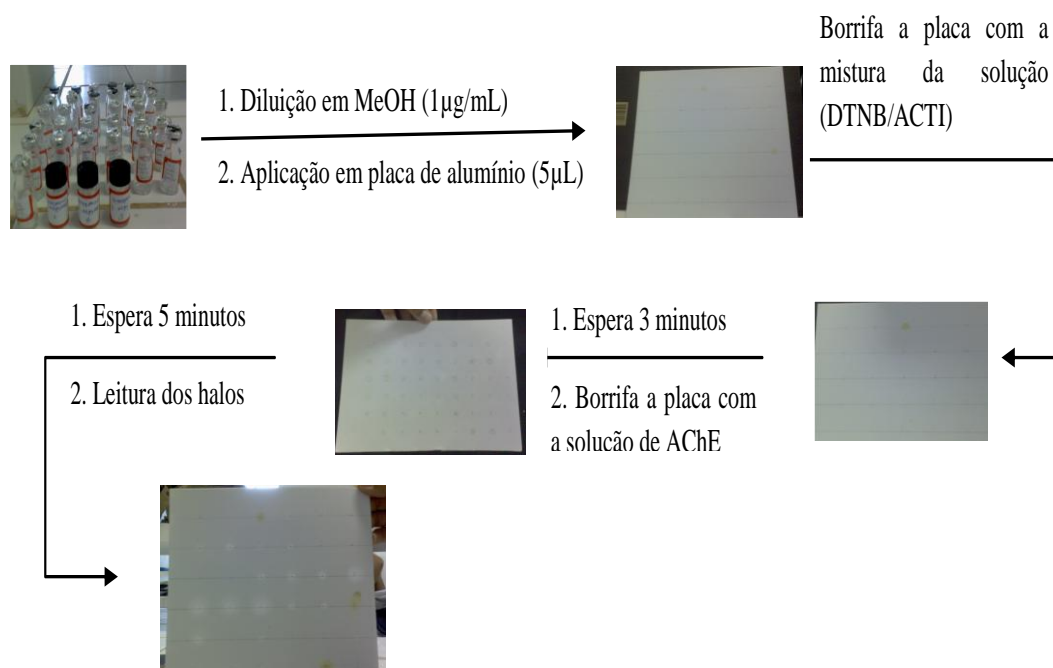 1. Diluição em MeOH (1µg/mL)
2. Aplicação em placa de alumínio (5µL)
Borrifa a placa com a
mistura da solução
(DTNB/ACTI)
1. Espera 3 minutos
2. Borrifa a placa com
a solução de AChE
1. Espera 5 minutos
2. Leitura dos halos